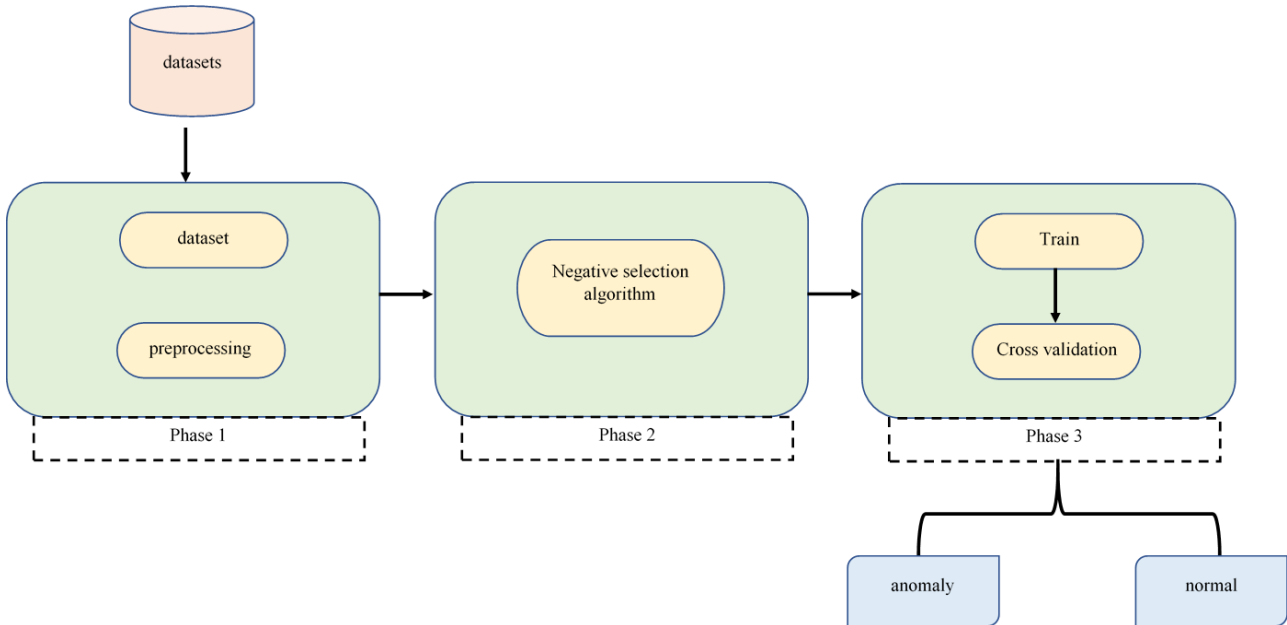 datasets
dataset
preprocessing
Phase 1
Negative selection
algorithm
Phase 2
Train
Cross validation
Phase 3
anomaly
normal